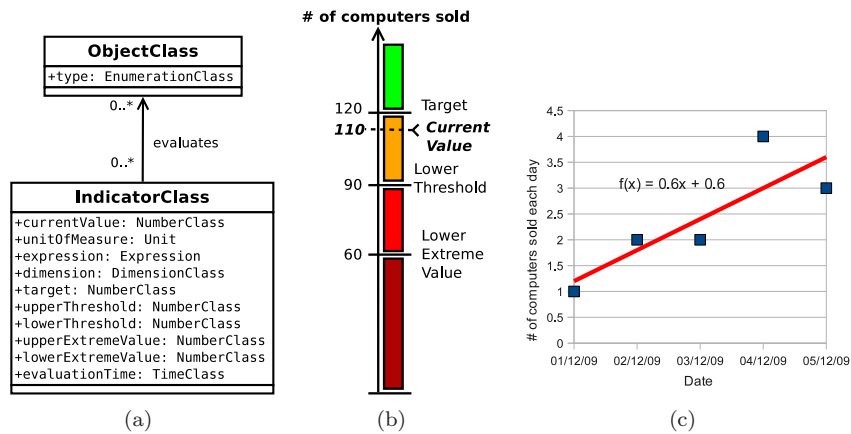 ObjectClass
+type: EnumerationClass
0..*
evaluates
0..*
IndicatorClass
+currentValue: NumberClass
+unitOfMeasure: Unit
+expression: Expression
+dimension: DimensionClass
+target: NumberClass
+upperThreshold: NumberClass
+lowerThreshold: NumberClass
+upperExtremeValue: NumberClass
+lowerExtremeValue: NumberClass
+evaluationTime: TimeClass
(a)
# of computers sold
120
Target
110
Current
Value
Lower
Threshold
90
Lower
Extreme
Value
60
(b)
# of computers sold each day
4.5
4
3.5
3
2.5
2
1.5
1
0.5
0
f(x) = 0.6x + 0.6
01/12/09 02/12/09 03/12/09 04/12/09 05/12/09
Date
(c)